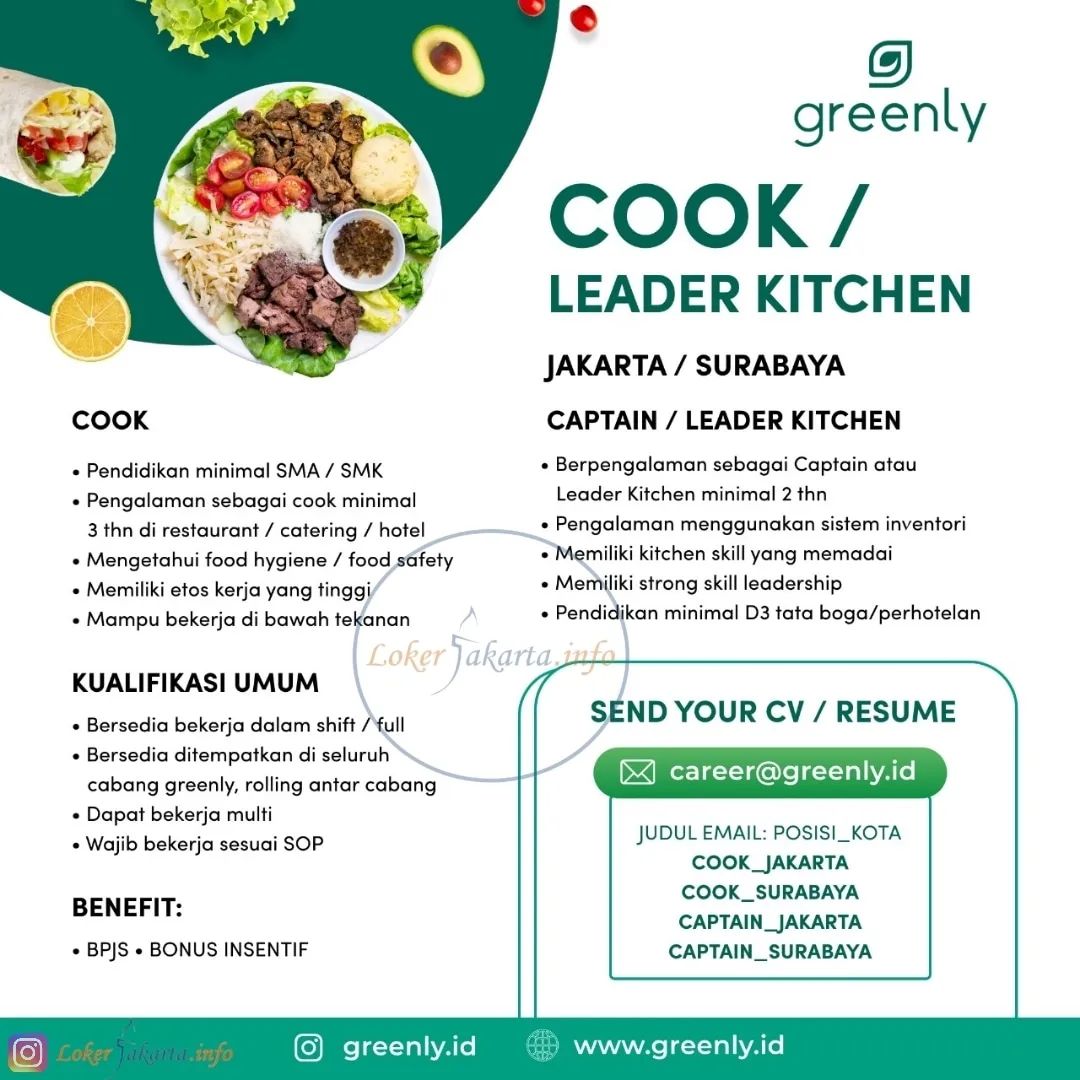 greenly
COOK /
LEADER KITCHEN
JAKARTA / SURABAYA
COOK
• Pendidikan minimal SMA / SMK
• Pengalaman sebagai cook minimal
3 thn di restaurant / catering / hotel
• Mengetahui food hygiene / food safety
• Memiliki etos kerja yang tinggi
• Mampu bekerja di bawah tekanan
KUALIFIKASI UMUM
• Bersedia bekerja dalam shift / full
• Bersedia ditempatkan di seluruh
cabang greenly, rolling antar cabang
• Dapat bekerja multi
• Wajib bekerja sesuai SOP
BENEFIT:
• BPJS • BONUS INSENTIF
CAPTAIN / LEADER KITCHEN
• Berpengalaman sebagai Captain atau
Leader Kitchen minimal 2 thn
• Pengalaman menggunakan sistem inventori
• Memiliki kitchen skill yang memadai
• Memiliki strong skill leadership
• Pendidikan minimal D3 tata boga/perhotelan
Loker Jakarta.info
SEND YOUR CV / RESUME
career@greenly.id
JUDUL EMAIL: POSISI_KOTA
COOK_JAKARTA
COOK_SURABAYA
CAPTAIN_JAKARTA
CAPTAIN_SURABAYA
Loker Jakarta.info
greenly.id
www.greenly.id